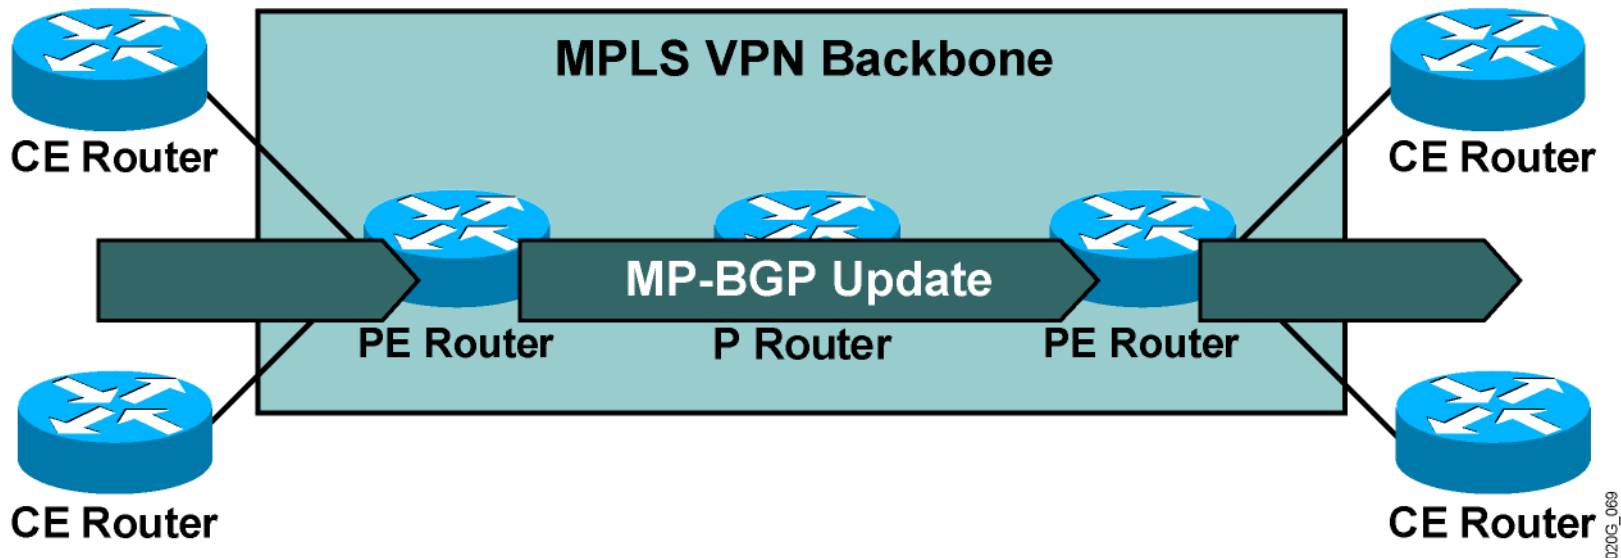 MPLS VPN Backbone
CE Router
CE Router
MP-BGP Update
PE Router
P Router
PE Router
CE Router
CE Router
020G_069